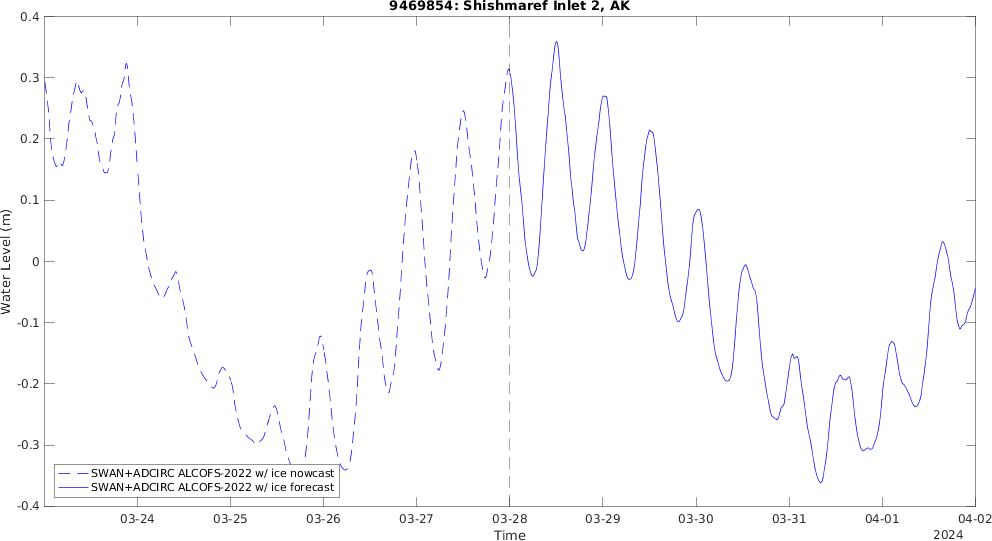 9469854: Shishmaref Inlet 2, AK
0.4
0.3
0.2
0.1
0
-0.1
-0.2
-0.3
-0.4
Water Level (m)
SWAN+ADCIRC ALCOFS-2022 w/ ice nowcast
SWAN+ADCIRC ALCOFS-2022 w/ ice forecast
03-24 03-25 03-26 03-27 03-28 03-29 03-30 03-31 04-01 04-02
Time
2024